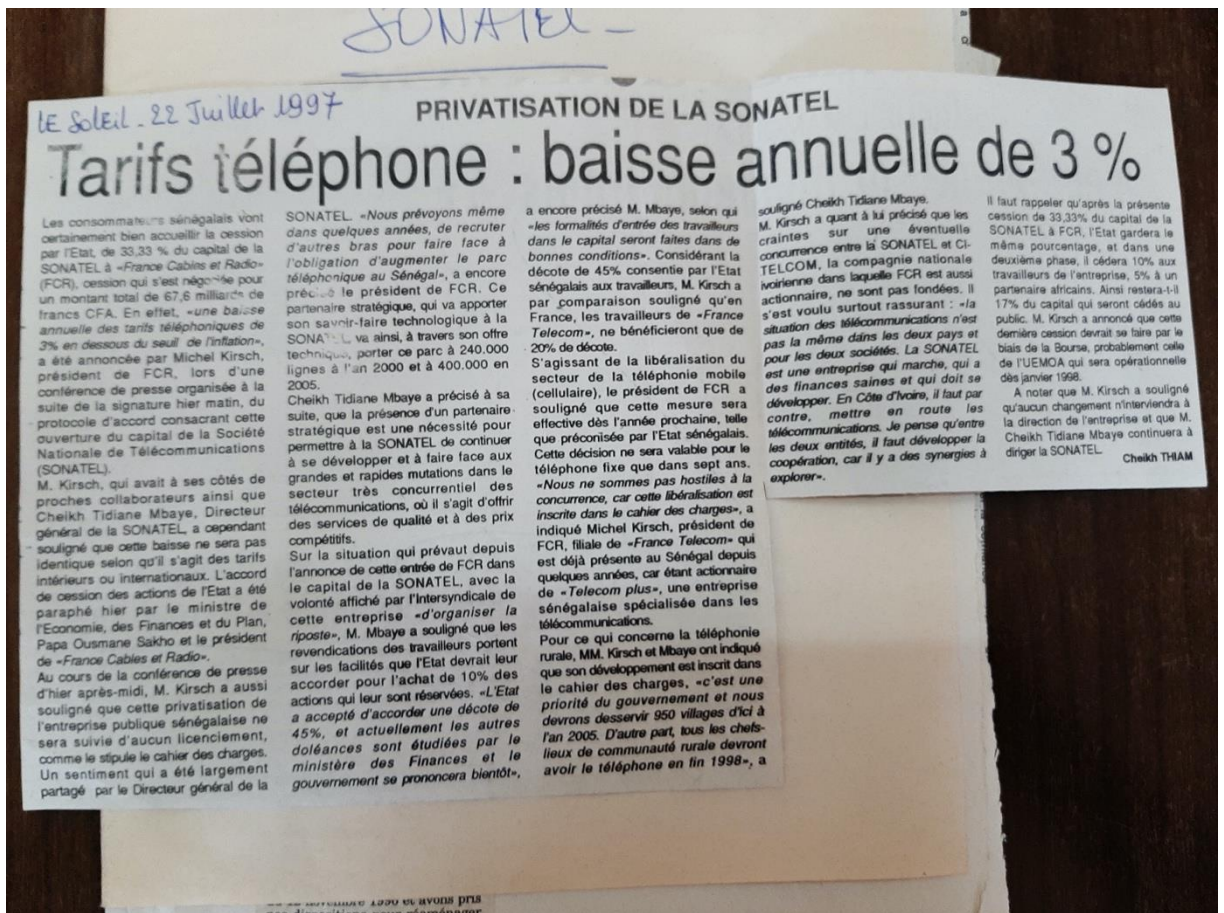 SONATEL -
LE Soleil - 22 Juillet 1997
PRIVATISATION DE LA SONATEL
Tarifs téléphone : baisse annuelle de 3 %
Les consommateurs sénégalais vont
certainement bien accueillir la cession
par l'Etat, de 33,33 % du capital de la
SONATEL à «France Cables et Radio»
(FCR), cession qui s'est négociée pour
un montant total de 67,6 milliards de
francs CFA. En effet, «une baisse
annuelle des tarifs téléphoniques de
3% en dessous du seuil de l'inflation»,
a été annoncée par Michel Kirsch,
président de FCR, lors d'une
conférence de presse organisée à la
suite de la signature hier matin, du
protocole d'accord consacrant cette
ouverture du capital de la Société
Nationale de Télécommunications
(SONATEL).
M. Kirsch, qui avait à ses côtés de
proches collaborateurs ainsi que
Cheikh Tidiane Mbaye, Directeur
général de la SONATEL, a cependant
souligné que cette baisse ne sera pas
identique selon qu'il s'agit des tarifs
intérieurs ou internationaux. L'accord
de cession des actions de l'Etat a été
paraphé hier par le ministre de
l'Economie, des Finances et du Plan,
Papa Ousmane Sakho et le président
de «France Cables et Radio».
Au cours de la conférence de presse
d'hier après-midi, M. Kirsch a aussi
souligné que cette privatisation de
l'entreprise publique sénégalaise ne
sera suivie d'aucun licenciement,
comme le stipule le cahier des charges.
Un sentiment qui a été largement
partagé par le Directeur général de la
SONATEL. «Nous prévoyons même
dans quelques années, de recruter
d'autres bras pour faire face à
l'obligation d'augmenter le parc
téléphonique au Sénégal», a encore
précisé le président de FCR. Ce
partenaire stratégique, qui va apporter
son savoir-faire technologique à la
SONATEL, va ainsi, à travers son offre
technique, porter ce parc à 240.000
lignes à l'an 2000 et à 400.000 en
2005.
Cheikh Tidiane Mbaye a précisé à sa
suite, que la présence d'un partenaire
stratégique est une nécessité pour
permettre à la SONATEL de continuer
à se développer et à faire face aux
grandes et rapides mutations dans le
secteur très concurrentiel des
télécommunications, où il s'agit d'offrir
des services de qualité et à des prix
compétitifs.
Sur la situation qui prévaut depuis
l'annonce de cette entrée de FCR dans
le capital de la SONATEL, avec la
volonté affiché par l'Intersyndicale de
cette entreprise «d'organiser la
riposte», M. Mbaye a souligné que les
revendications des travailleurs portent
sur les facilités que l'Etat devrait leur
accorder pour l'achat de 10% des
actions qui leur sont réservées. «L'Etat
a accepté d'accorder une décote de
45%, et actuellement les autres
doléances sont étudiées par le
ministère des Finances et le
gouvernement se prononcera bientôt»,
a encore précisé M. Mbaye, selon qui
«les formalités d'entrée des travailleurs
dans le capital seront faites dans de
bonnes conditions». Considérant la
décote de 45% consentie par l'Etat
sénégalais aux travailleurs, M. Kirsch a
par comparaison souligné qu'en
France, les travailleurs de «France
Telecom», ne bénéficieront que de
20% de décote.
S'agissant de la libéralisation du
secteur de la téléphonie mobile
(cellulaire), le président de FCR a
souligné que cette mesure sera
effective dès l'année prochaine, telle
que préconisée par l'Etat sénégalais.
Cette décision ne sera valable pour le
téléphone fixe que dans sept ans.
«Nous ne sommes pas hostiles à la
concurrence, car cette libéralisation est
inscrite dans le cahier des charges», a
indiqué Michel Kirsch, président de
FCR, filiale de «France Telecom» qui
est déjà présente au Sénégal depuis
quelques années, car étant actionnaire
de «Telecom plus», une entreprise
sénégalaise spécialisée dans les
télécommunications.
Pour ce qui concerne la téléphonie
rurale, MM. Kirsch et Mbaye ont indiqué
que son développement est inscrit dans
le cahier des charges, «c'est une
priorité du gouvernement et nous
devrons desservir 950 villages d'ici à
l'an 2005. D'autre part, tous les chefs-
lieux de communauté rurale devront
avoir le téléphone en fin 1998», a
souligné Cheikh Tidiane Mbaye.
M. Kirsch a quant à lui précisé que les
craintes sur une éventuelle
concurrence entre la SONATEL et CI-
TELCOM, la compagnie nationale
ivoirienne dans laquelle FCR est aussi
actionnaire, ne sont pas fondées. Il
s'est voulu surtout rassurant : «la
situation des télécommunications n'est
pas la même dans les deux pays et
pour les deux sociétés. La SONATEL
est une entreprise qui marche, qui a
des finances saines et qui doit se
développer. En Côte d'Ivoire, il faut par
contre, mettre en route les
télécommunications. Je pense qu'entre
les deux entités, il faut développer la
coopération, car il y a des synergies à
explorer».
Il faut rappeler qu'après la présente
cession de 33,33% du capital de la
SONATEL à FCR, l'Etat gardera le
même pourcentage, et dans une
deuxième phase, il cédera 10% aux
travailleurs de l'entreprise, 5% à un
partenaire africains. Ainsi restera-t-il
17% du capital qui seront cédés au
public. M. Kirsch a annoncé que cette
dernière cession devrait se faire par le
biais de la Bourse, probablement celle
de l'UEMOA qui sera opérationnelle
dès janvier 1998.
A noter que M. Kirsch a souligné
qu'aucun changement n'interviendra à
la direction de l'entreprise et que M.
Cheikh Tidiane Mbaye continuera à
diriger la SONATEL.
Cheikh THIAM
novembre 1996 et avons pris